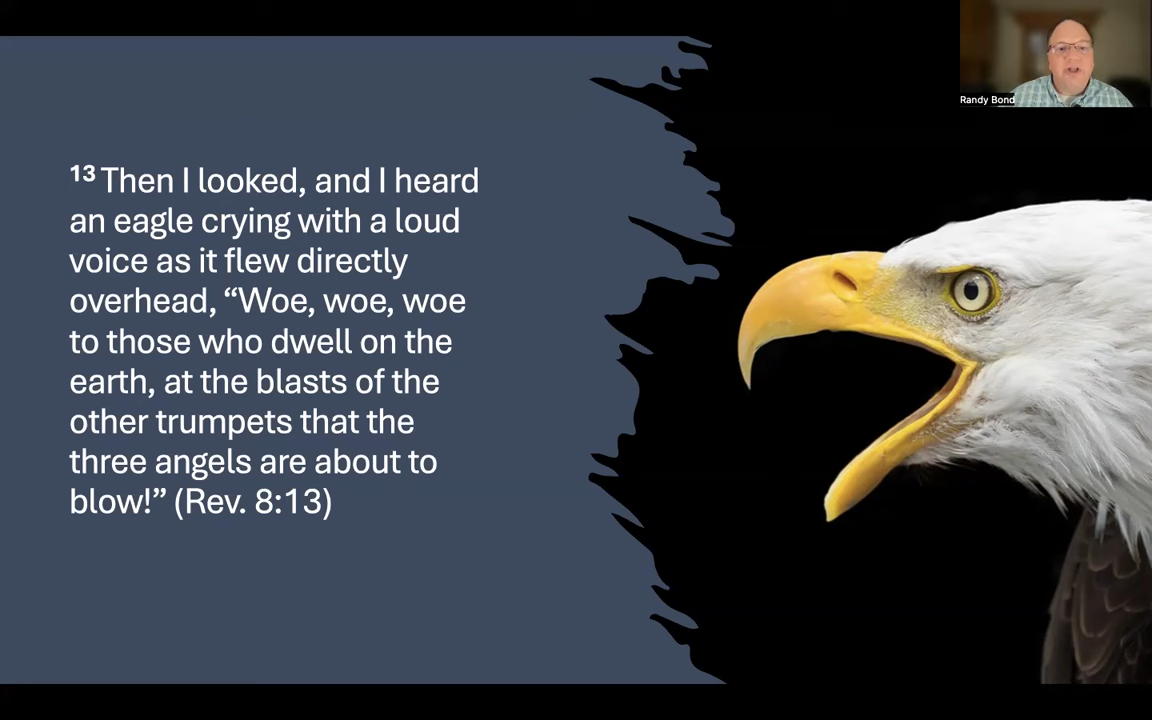 Randy Bond
13 Then I looked, and I heard
an eagle crying with a loud
voice as it flew directly
overhead, “Woe, woe, woe
to those who dwell on the
earth, at the blasts of the
other trumpets that the
three angels are about to
blow!” (Rev. 8:13)